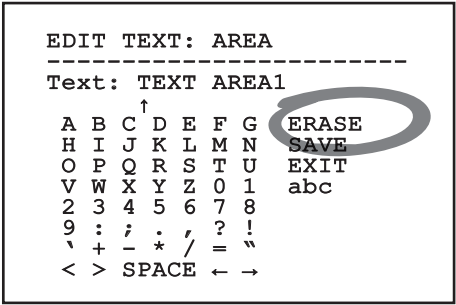 EDIT TEXT: AREA
------------------------
Text: TEXT AREA1
↑
A B C D E F G ERASE
H I J K L M N SAVE
O P Q R S T U EXIT
V W X Y Z 0 1 abc
2 3 4 5 6 7 8
9 : ; . , ? !
‵ + - * / = ‶
< > SPACE ← →